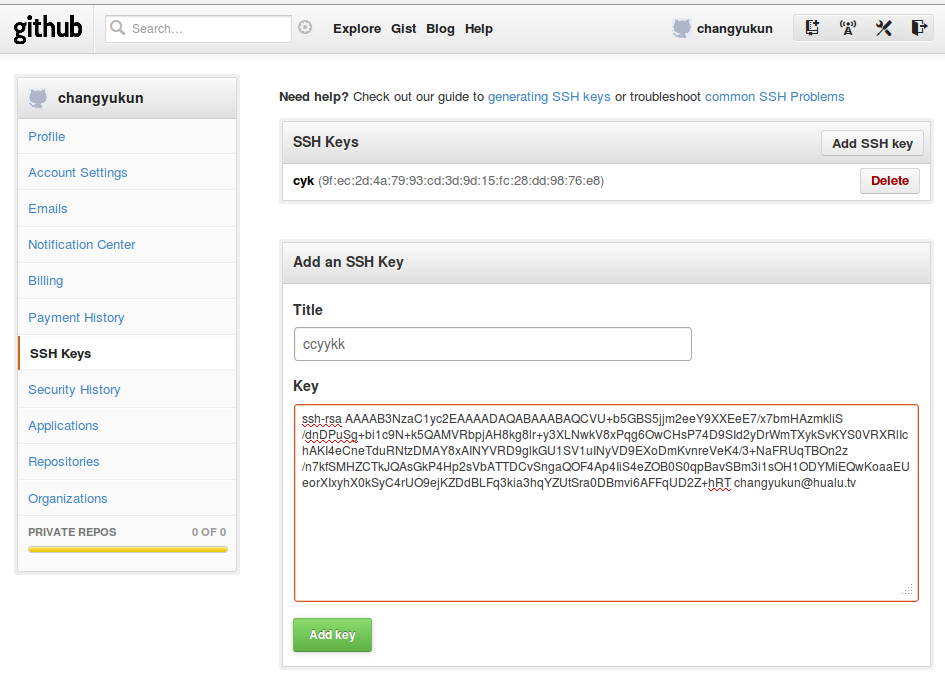 github
Search...
Explore Gist Blog Help
changyukun
changyukun
Profile
Account Settings
Emails
Notification Center
Billing
Payment History
SSH Keys
Security History
Applications
Repositories
Organizations
PRIVATE REPOS 0 OF 0
Need help? Check out our guide to generating SSH keys or troubleshoot common SSH Problems
SSH Keys
Add SSH key
cyk (9f:ec:2d:4a:79:93:cd:3d:9d:15:fc:28:dd:98:76:e8)
Delete
Add an SSH Key
Title
ccyykk
Key
ssh-rsa AAAAB3NzaC1yc2EAAAADAQABAAABAQCVU+b5GBS5jjm2eeY9XXEeE7/x7bmHAzmkliS
/dnDPuSq+bi1c9N+k5QAMVRbpjAH8kg8lr+y3XLNwkV8xPqg6OwCHsP74D9SId2yDrWmTXykSvKYS0VRXRIIc
hAKI4eCneTduRNtzDMAY8xAlNYVRD9glkGU1SV1uINyVD9EXoDmKvnreVeK4/3+NaFRUqTBOn2z
/n7kfSMHZCTkJQAsGkP4Hp2sVbATTDCvSngaQOF4Ap4IiS4eZOB0S0qpBavSBm3i1sOH1ODYMiEQwKoaaEU
ueorXIxyhX0kSyC4rUO9ejKZDdBLFq3kia3hqYZUtSra0DBmvi6AFFqUD2Z+hRT changyukun@hualu.tv
Add key